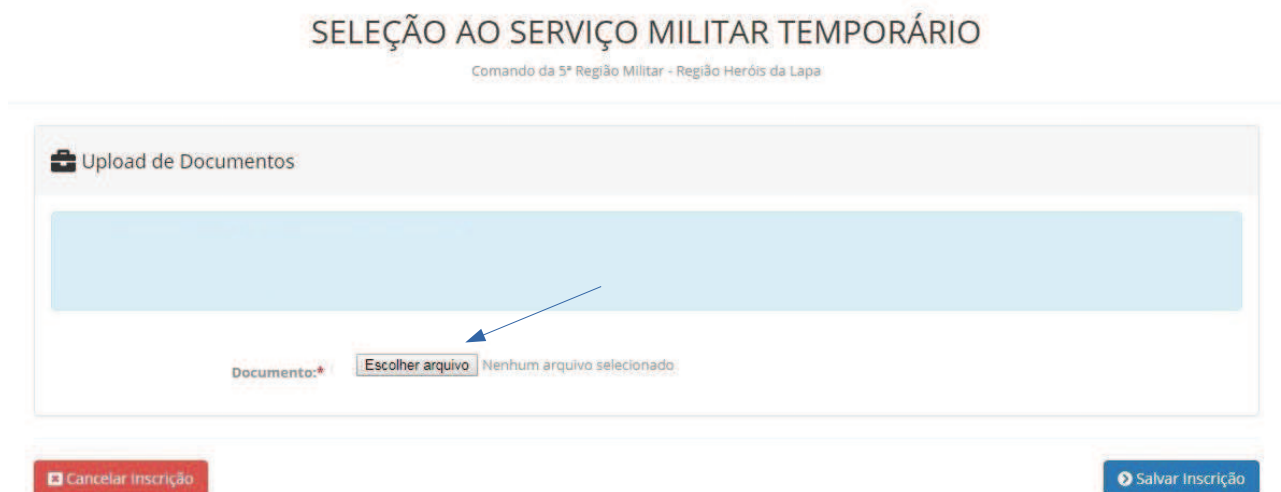 SELEÇÃO AO SERVIÇO MILITAR TEMPORÁRIO
Comando da 5ª Região Militar - Região Heróis da Lapa
Upload de Documentos
Documento:* Escolher arquivo Nenhum arquivo selecionado
Cancelar Inscrição Salvar Inscrição